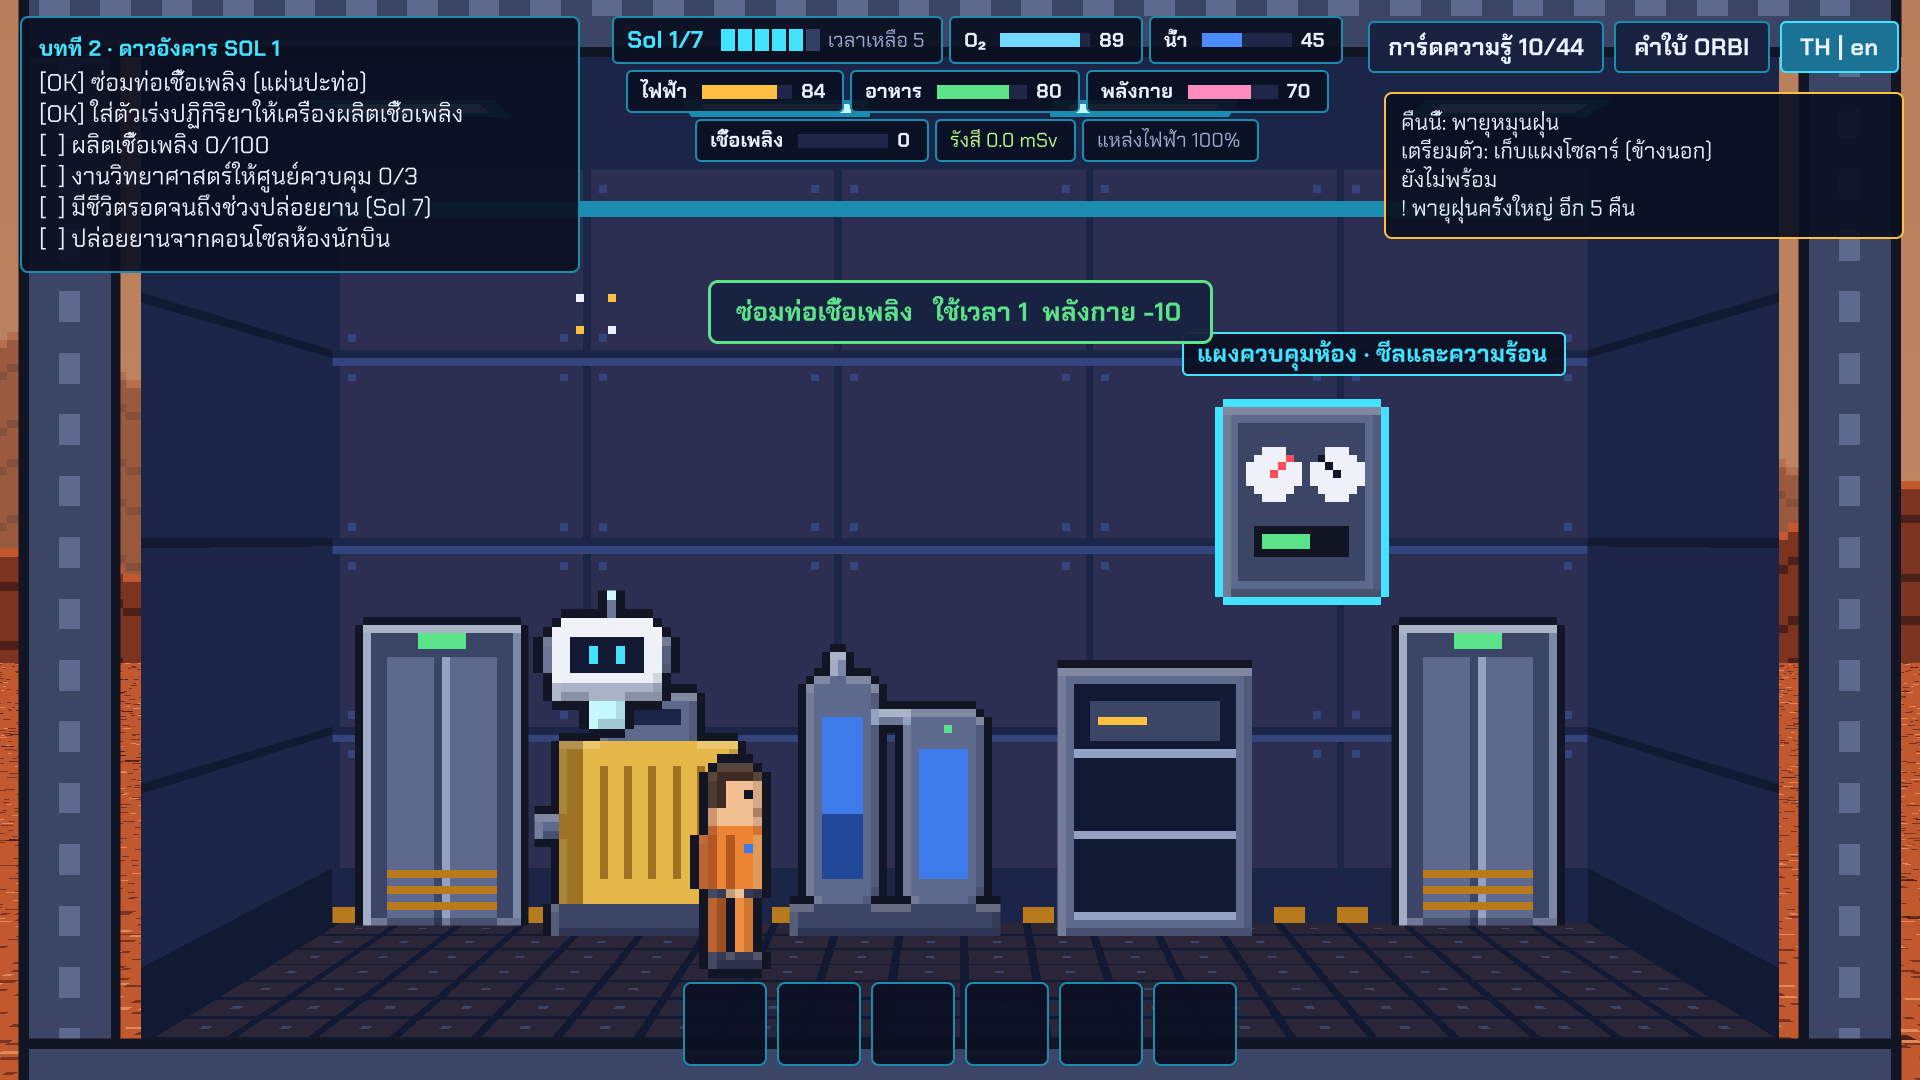 บทที่ 2 · ดาวอังคาร SOL 1
[OK] ซ่อมท่อเชื้อเพลิง (แผ่นปะท่อ)
[OK] ใส่ตัวเร่งปฏิกิริยาให้เครื่องผลิตเชื้อเพลิง
[ ] ผลิตเชื้อเพลิง 0/100
[ ] งานวิทยาศาสตร์ให้ศูนย์ควบคุม 0/3
[ ] มีชีวิตรอดจนถึงช่วงปล่อยยาน (Sol 7)
[ ] ปล่อยยานจากคอนโซลห้องนักบิน
Sol 1/7 เวลาเหลือ 5
O₂ 89
น้ำ 45
ไฟฟ้า 84
อาหาร 80
พลังกาย 70
เชื้อเพลิง 0
รังสี 0.0 mSv
แหล่งไฟฟ้า 100%
การ์ดความรู้ 10/44
คำใบ้ ORBI
TH | en
คืนนี้: พายุหมุนฝุ่น
เตรียมตัว: เก็บแผงโซลาร์ (ข้างนอก)
ยังไม่พร้อม
! พายุฝุ่นครั้งใหญ่ อีก 5 คืน
ซ่อมท่อเชื้อเพลิง ใช้เวลา 1 พลังกาย -10
แผงควบคุมห้อง · ซีลและความร้อน